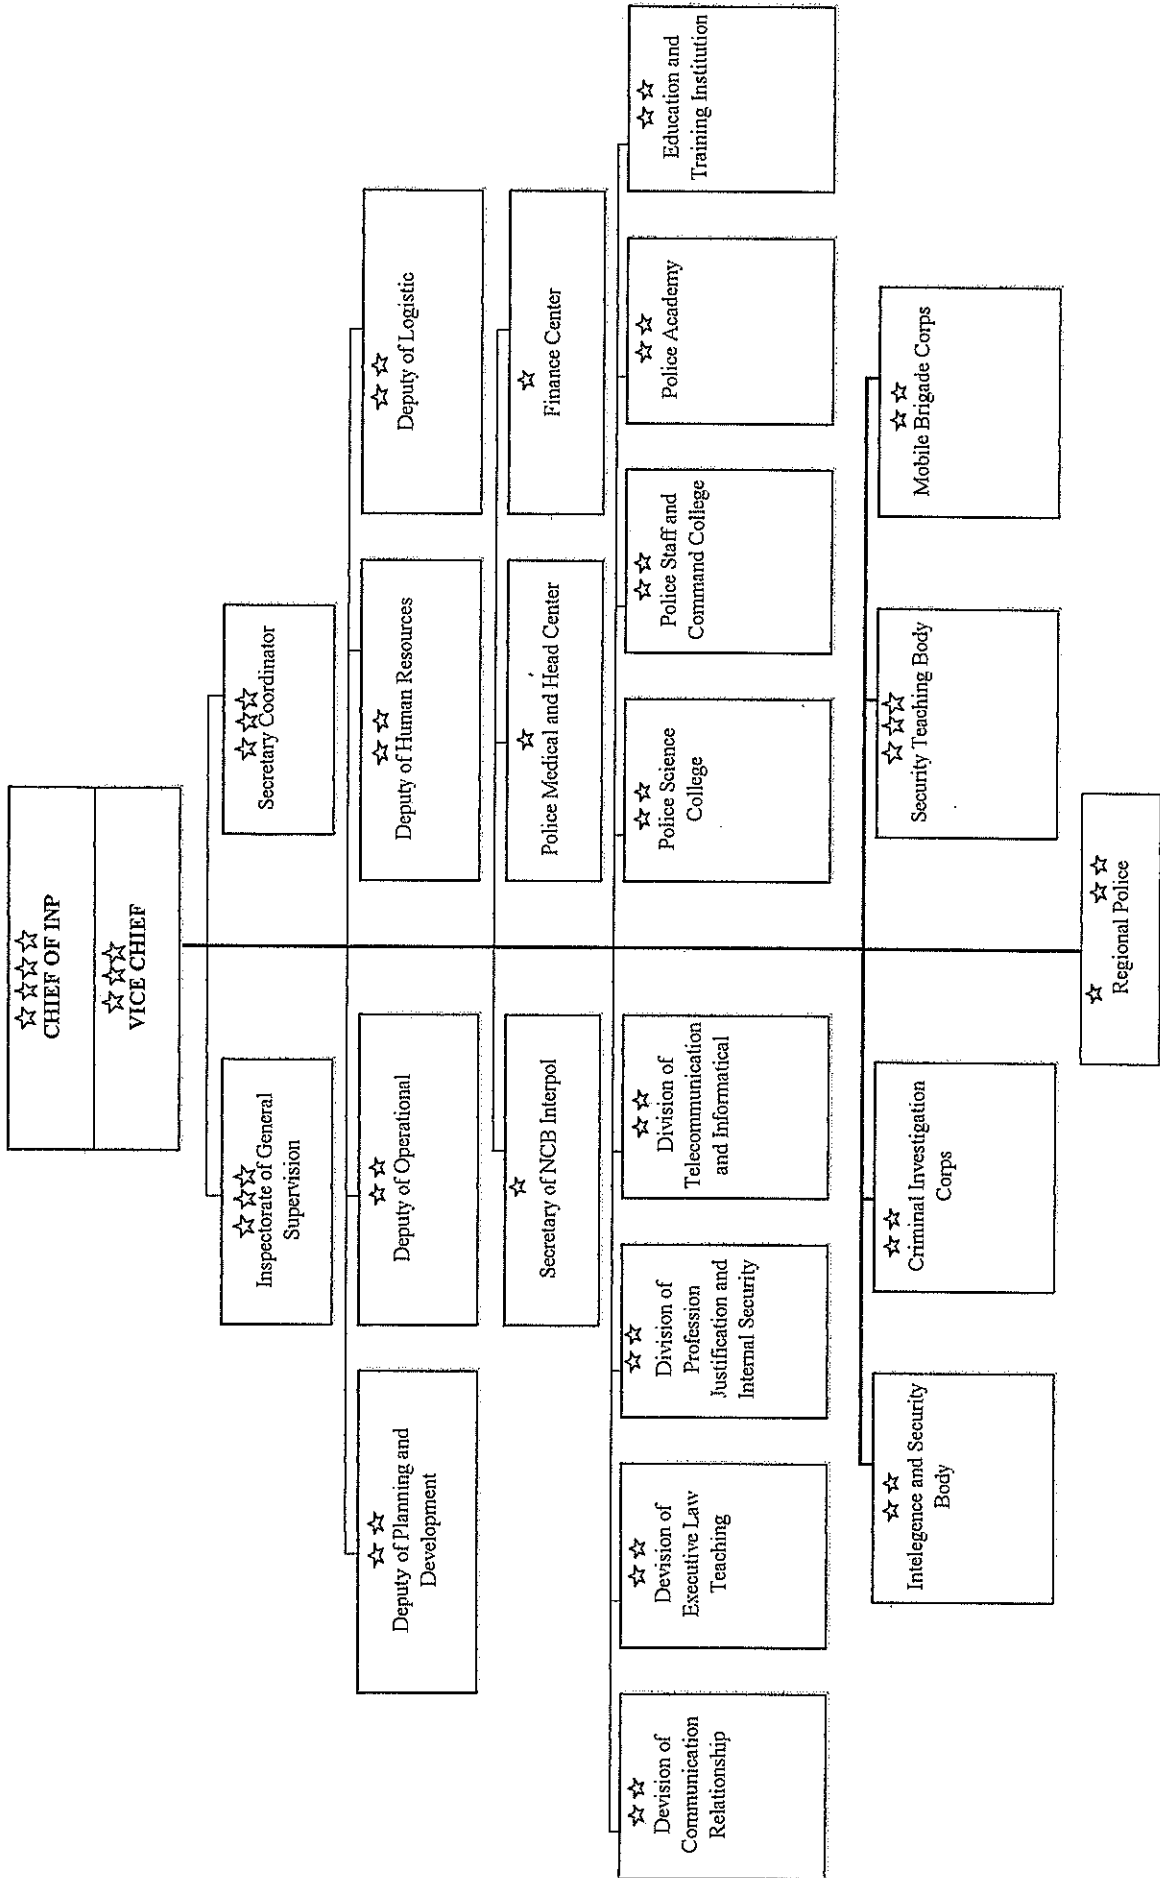 CHIEF OF INP
VICE CHIEF
Inspectorate of General
Supervision
Secretary Coordinator
Deputy of Planning and
Development
Deputy of Operational
Deputy of Human Resources
Deputy of Logistic
Secretary of NCB Interpol
Police Medical and Head Center
Finance Center
Division of
Communication
Relationship
Devision of
Executive Law
Teaching
Division of
Profession
Justification and
Internal Security
Division of
Telecommunication
and Informatical
Police Science
College
Police Staff and
Command College
Police Academy
Education and
Training Institution
Intelegence and Security
Body
Criminal Investigation
Corps
Security Teaching Body
Mobile Brigade Corps
Regional Police